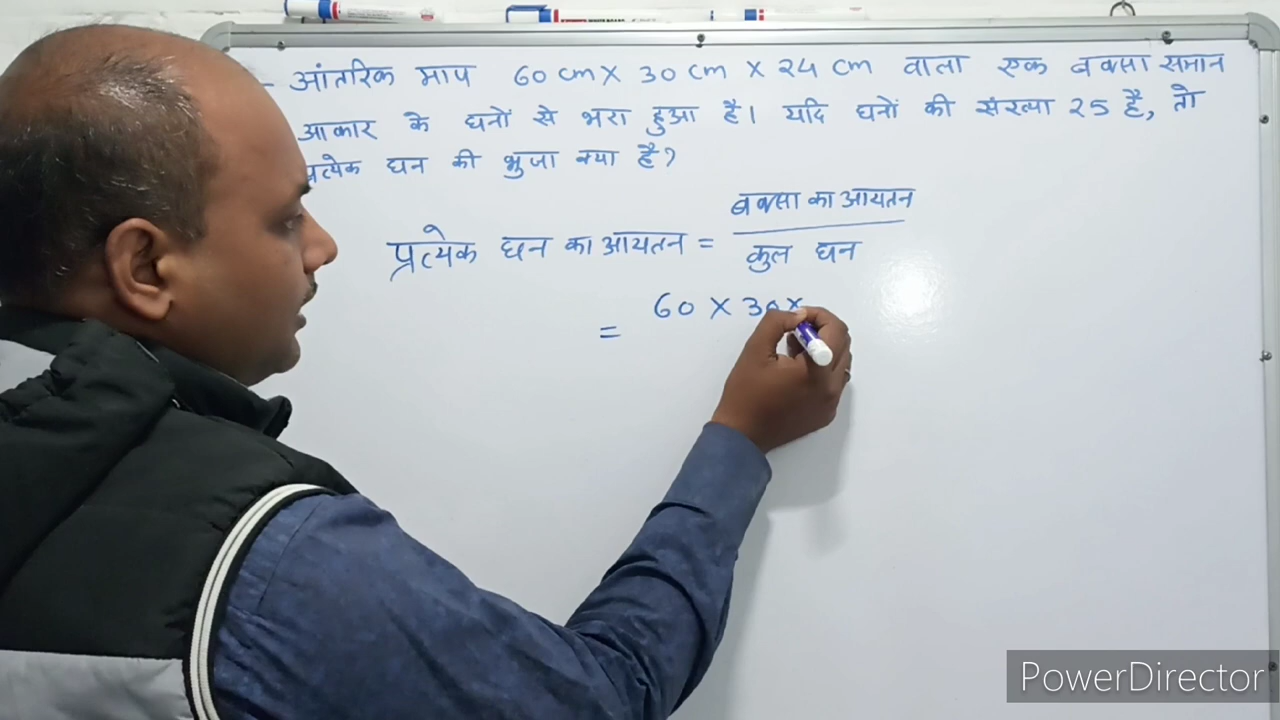 - आंतरिक माप 60 cm X 30 cm X 24 cm वाला एक बक्सा समान
आकार के घनों से भरा हुआ है। यदि घनों की संख्या 25 है, तो
प्रत्येक घन की भुजा क्या है?
बक्सा का आयतन
प्रत्येक घन का आयतन =
कुल घन
= 60 X 30 X
PowerDirector